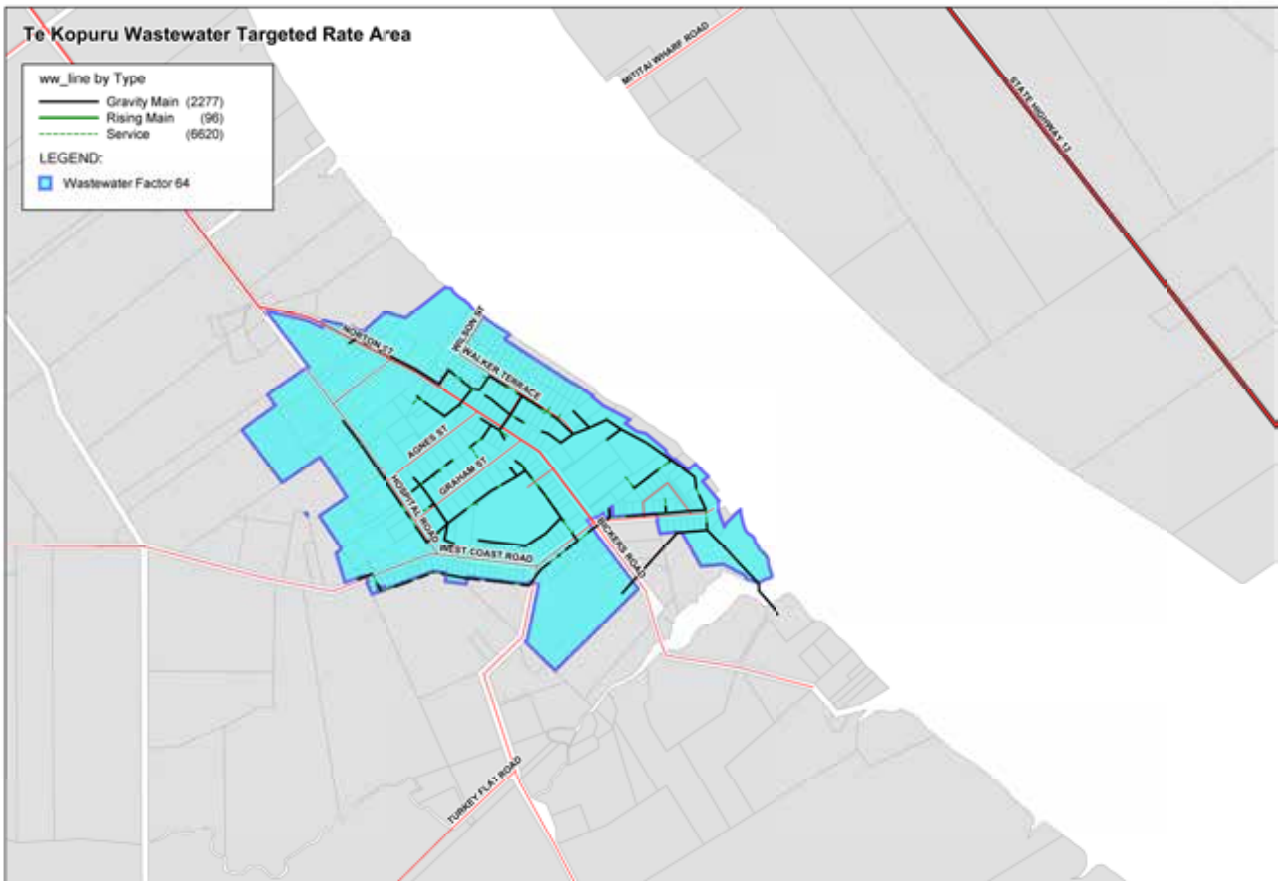 Te Kopuru Wastewater Targeted Rate Area
ww_line by Type
Gravity Main (2277)
Rising Main (96)
Service (6620)
LEGEND:
Wastewater Factor 64
MITITAI WHARF ROAD
STATE HIGHWAY 12
NORTON ST
WILSON ST
WALKER TERRACE
AGNES ST
GRAHAM ST
HOSPITAL ROAD
WEST COAST ROAD
BICKERS ROAD
TURKEY FLAT ROAD